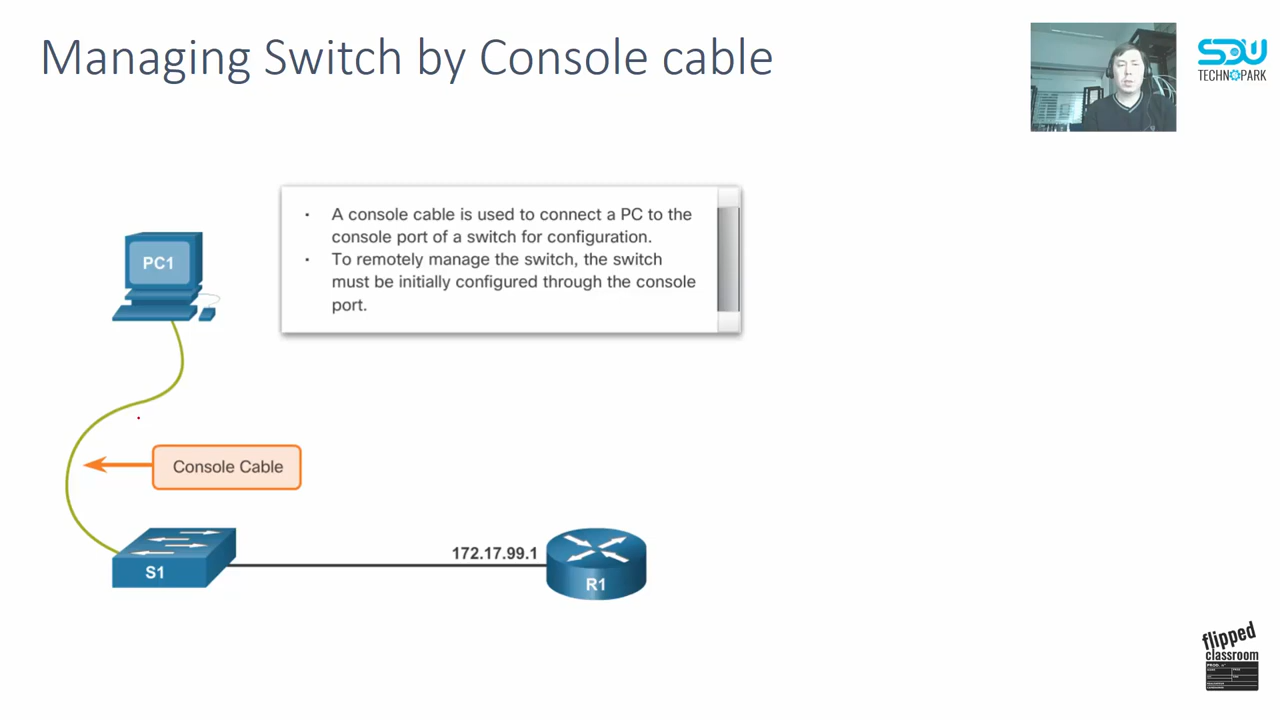 Managing Switch by Console cable
SDU
TECHNOPARK
A console cable is used to connect a PC to the
console port of a switch for configuration.
To remotely manage the switch, the switch
must be initially configured through the console
port.
PC1
Console Cable
S1
172.17.99.1
R1
flipped
classroom